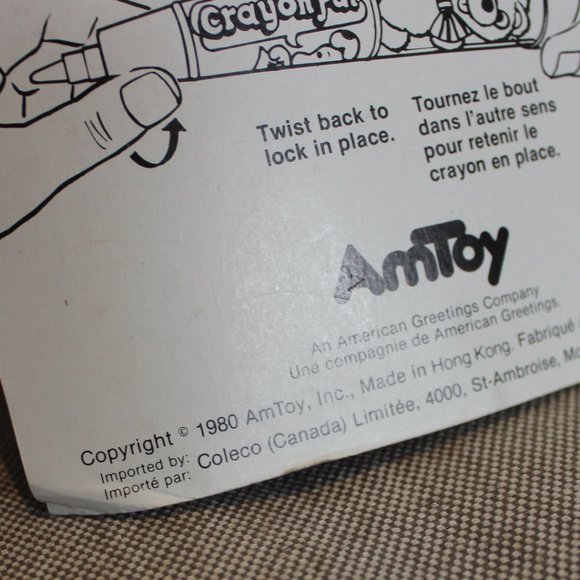 Crayonful
Twist back to
lock in place.
Tournez le bout
dans l'autre sens
pour retenir le
crayon en place.
AmToy
An American Greetings Company
Une compagnie de American Greetings.
Copyright © 1980 AmToy, Inc., Made in Hong Kong. Fabriqué
Imported by:
Importé par:
Coleco (Canada) Limitée, 4000, St-Ambroise,